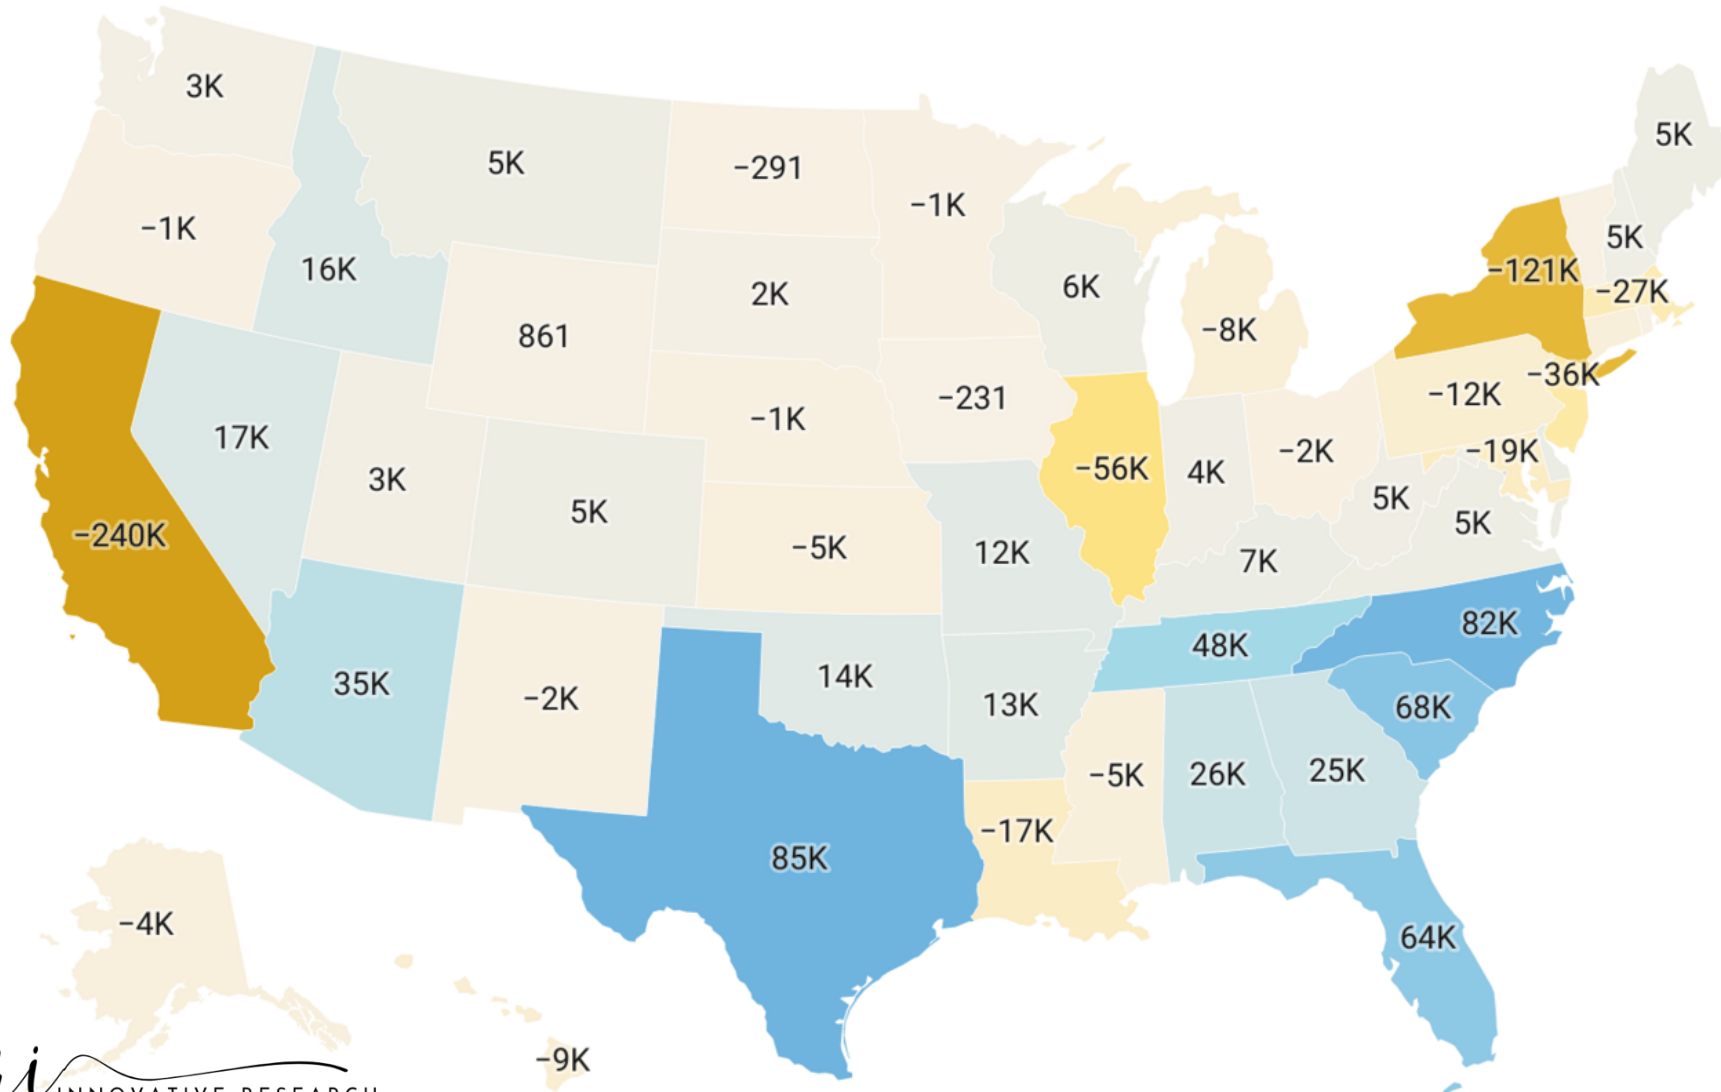 3K
5K
−291
−1K
5K
−1K
16K
861
2K
6K
−8K
−121K
5K
−27K
−36K
17K
3K
5K
−1K
−231
−56K
4K
−2K
−12K
−19K
−240K
−5K
12K
7K
5K
5K
35K
−2K
14K
13K
48K
82K
68K
85K
−17K
−5K
26K
25K
64K
−4K
−9K
INNOVATIVE RESEARCH